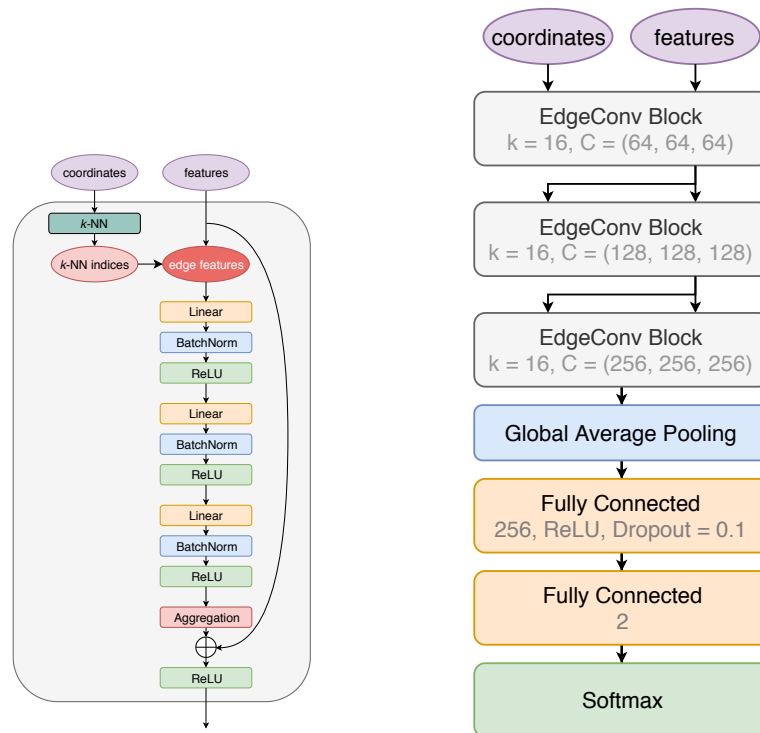 coordinates
features
k-NN
k-NN indices
edge features
Linear
BatchNorm
ReLU
Linear
BatchNorm
ReLU
Linear
BatchNorm
ReLU
Aggregation
ReLU
coordinates
features
EdgeConv Block
k = 16, C = (64, 64, 64)
EdgeConv Block
k = 16, C = (128, 128, 128)
EdgeConv Block
k = 16, C = (256, 256, 256)
Global Average Pooling
Fully Connected
256, ReLU, Dropout = 0.1
Fully Connected
2
Softmax